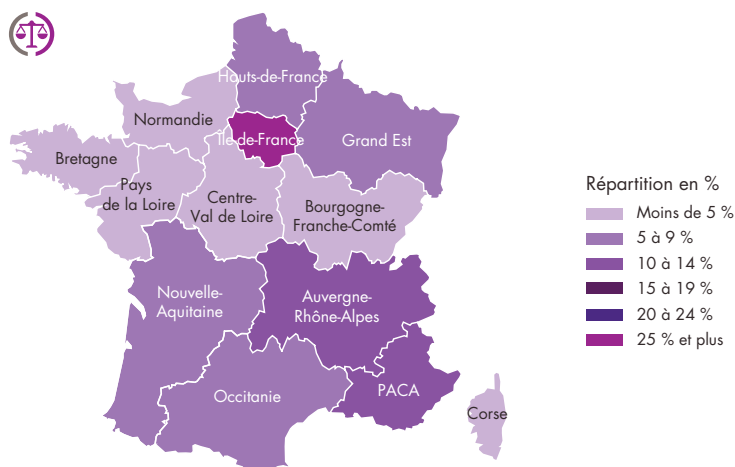 Hauts-de-France
Normandie
Île-de-France
Grand Est
Bretagne
Pays
de la Loire
Centre-
Val de Loire
Bourgogne-
Franche-Comté
Nouvelle-
Aquitaine
Auvergne-
Rhône-Alpes
Occitanie
PACA
Corse
Répartition en %
Moins de 5 %
5 à 9 %
10 à 14 %
15 à 19 %
20 à 24 %
25 % et plus